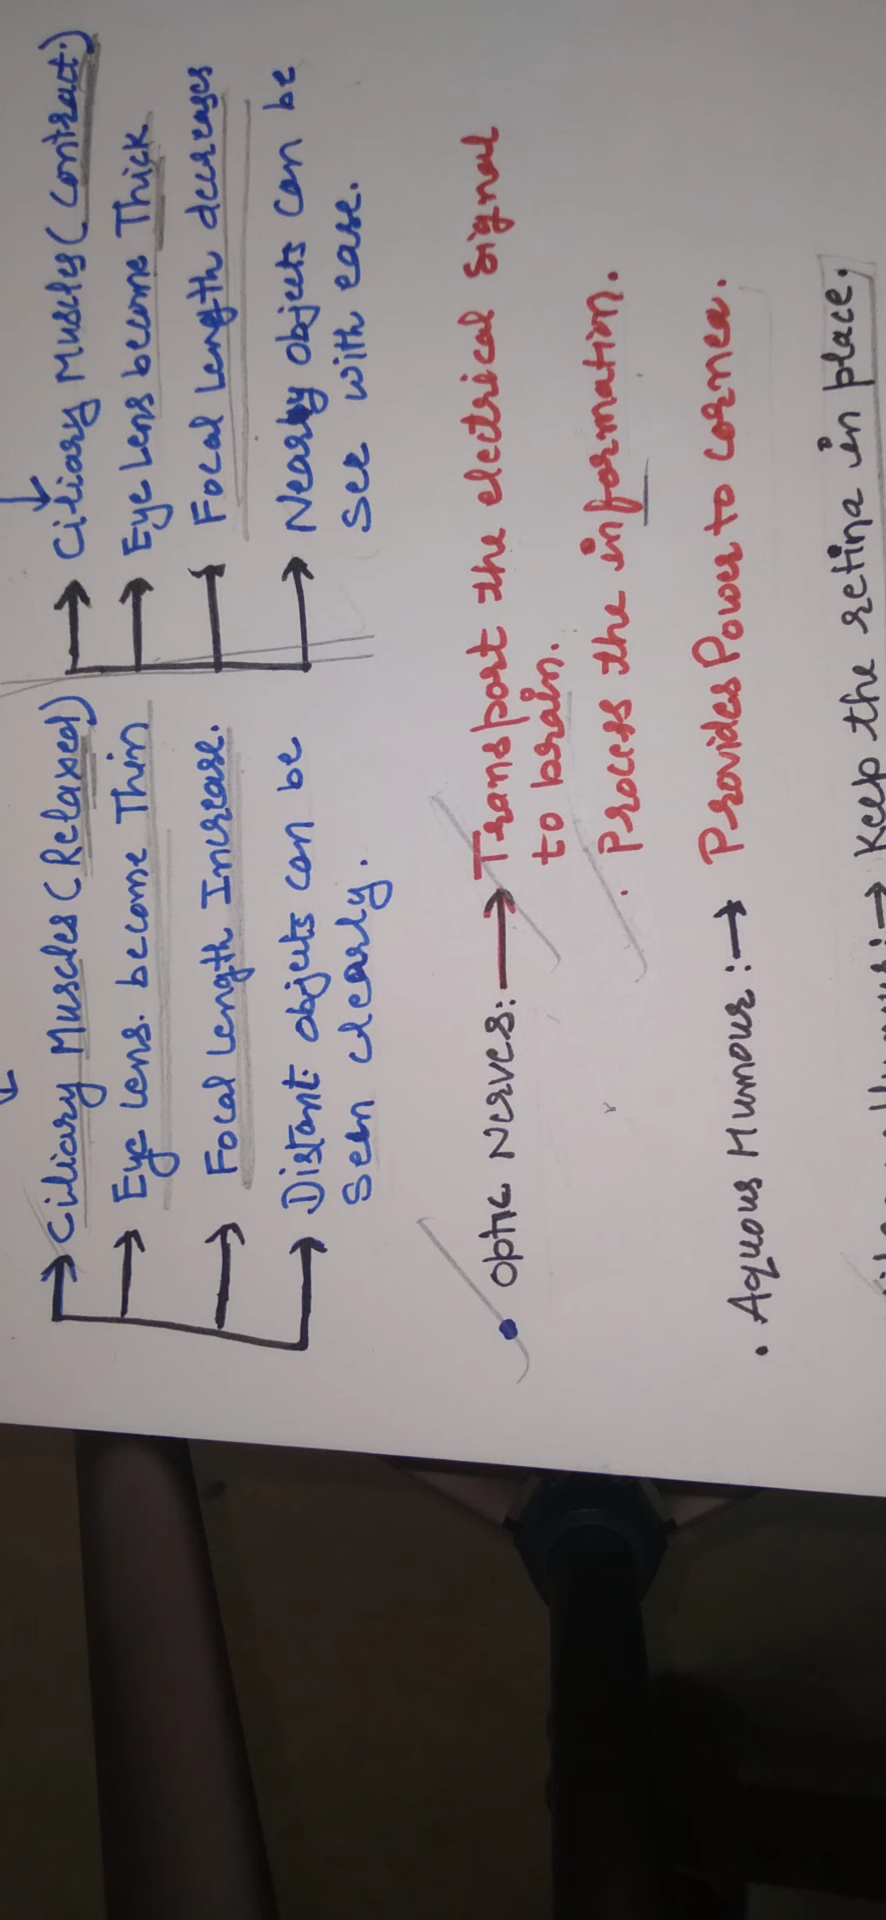 Ciliary Muscles (Relaxed)
Eye Lens. become Thin
Focal Length Increase.
Distant objects can be
Seen clearly.
Ciliary Muscles (Contract.)
Eye Lens become Thick
Focal Length decreases
Nearby objects can be
see with ease.
• Optic Nerves:→ Transport the electrical signal
to brain.
. Process the information.
• Aquous Humour :→ Provides Power to cornea.
→ Keep the retina in place.